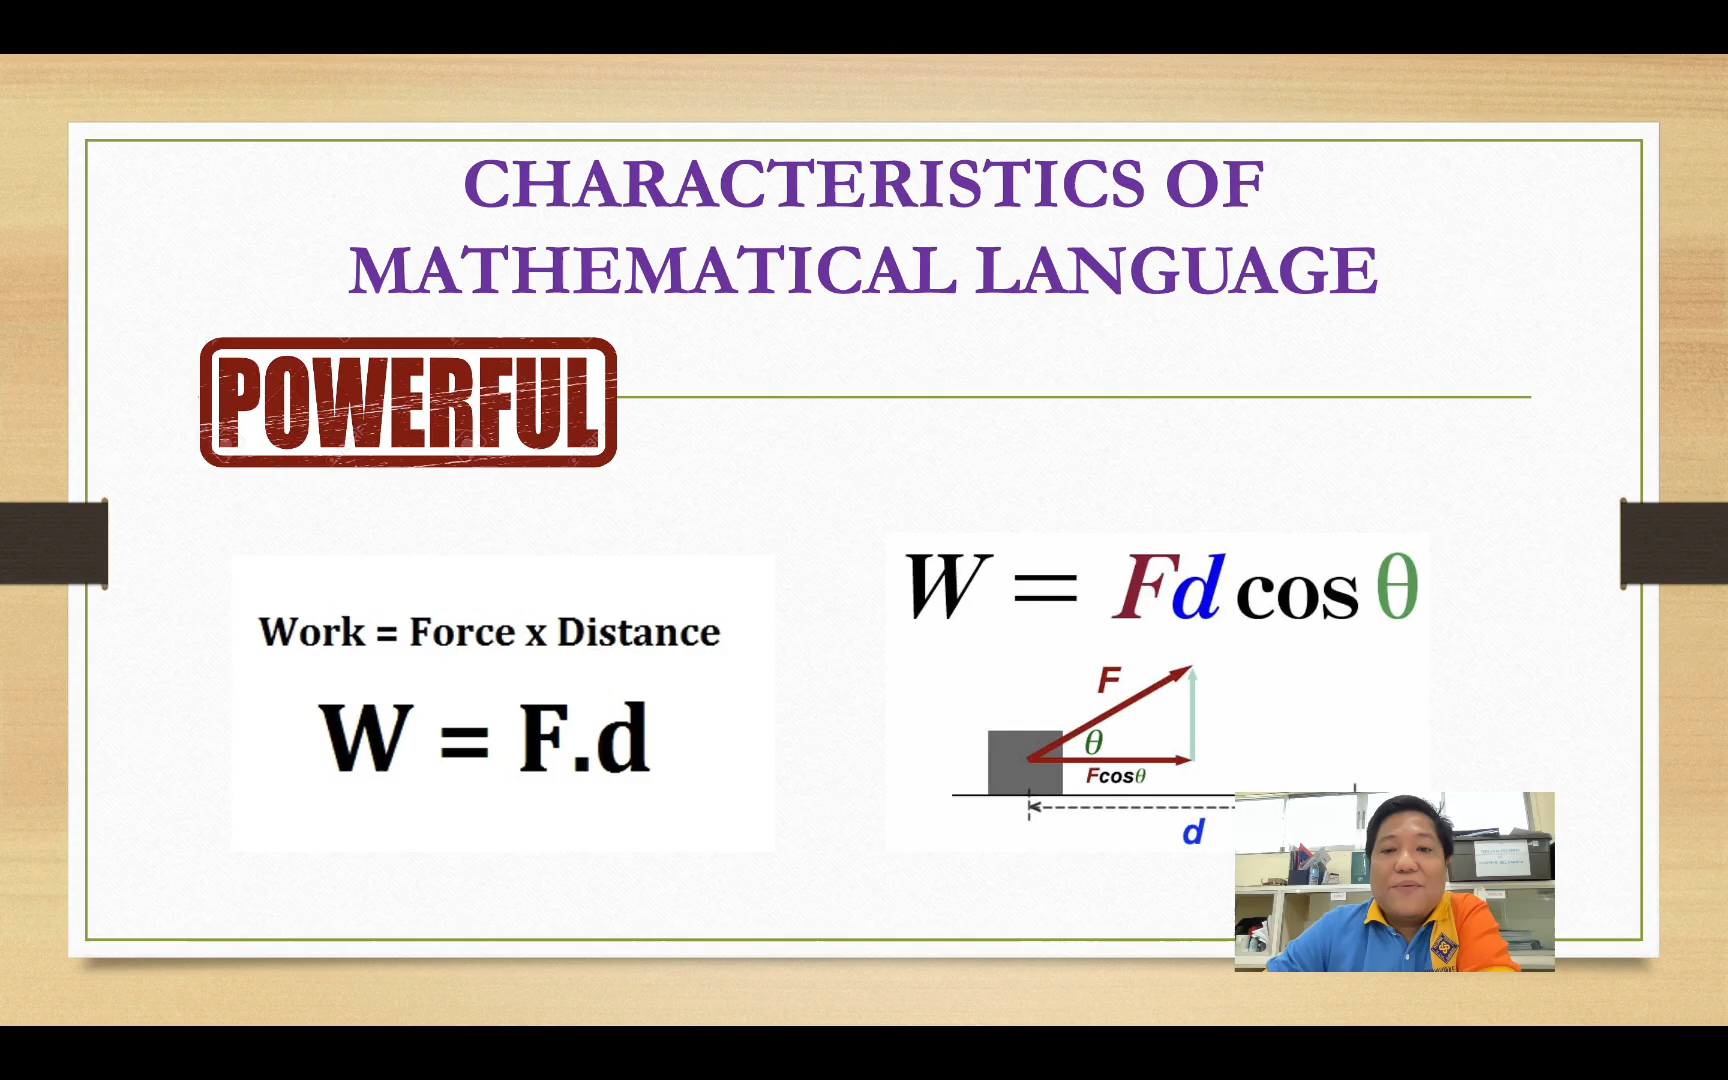 CHARACTERISTICS OF
MATHEMATICAL LANGUAGE
POWERFUL
Work = Force x Distance
W = F.d
W = Fd cos θ
F
θ
Fcosθ
d